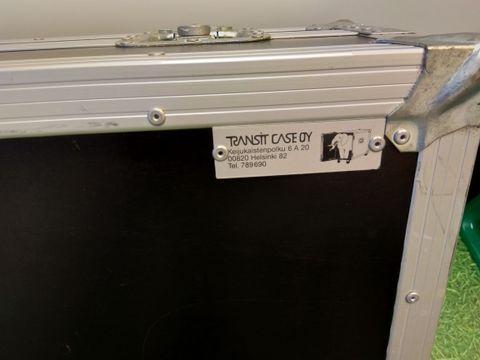 TRANSIT CASE OY
Keijukaistenpolku 6 A 20
00820 Helsinki 82
Tel. 789690